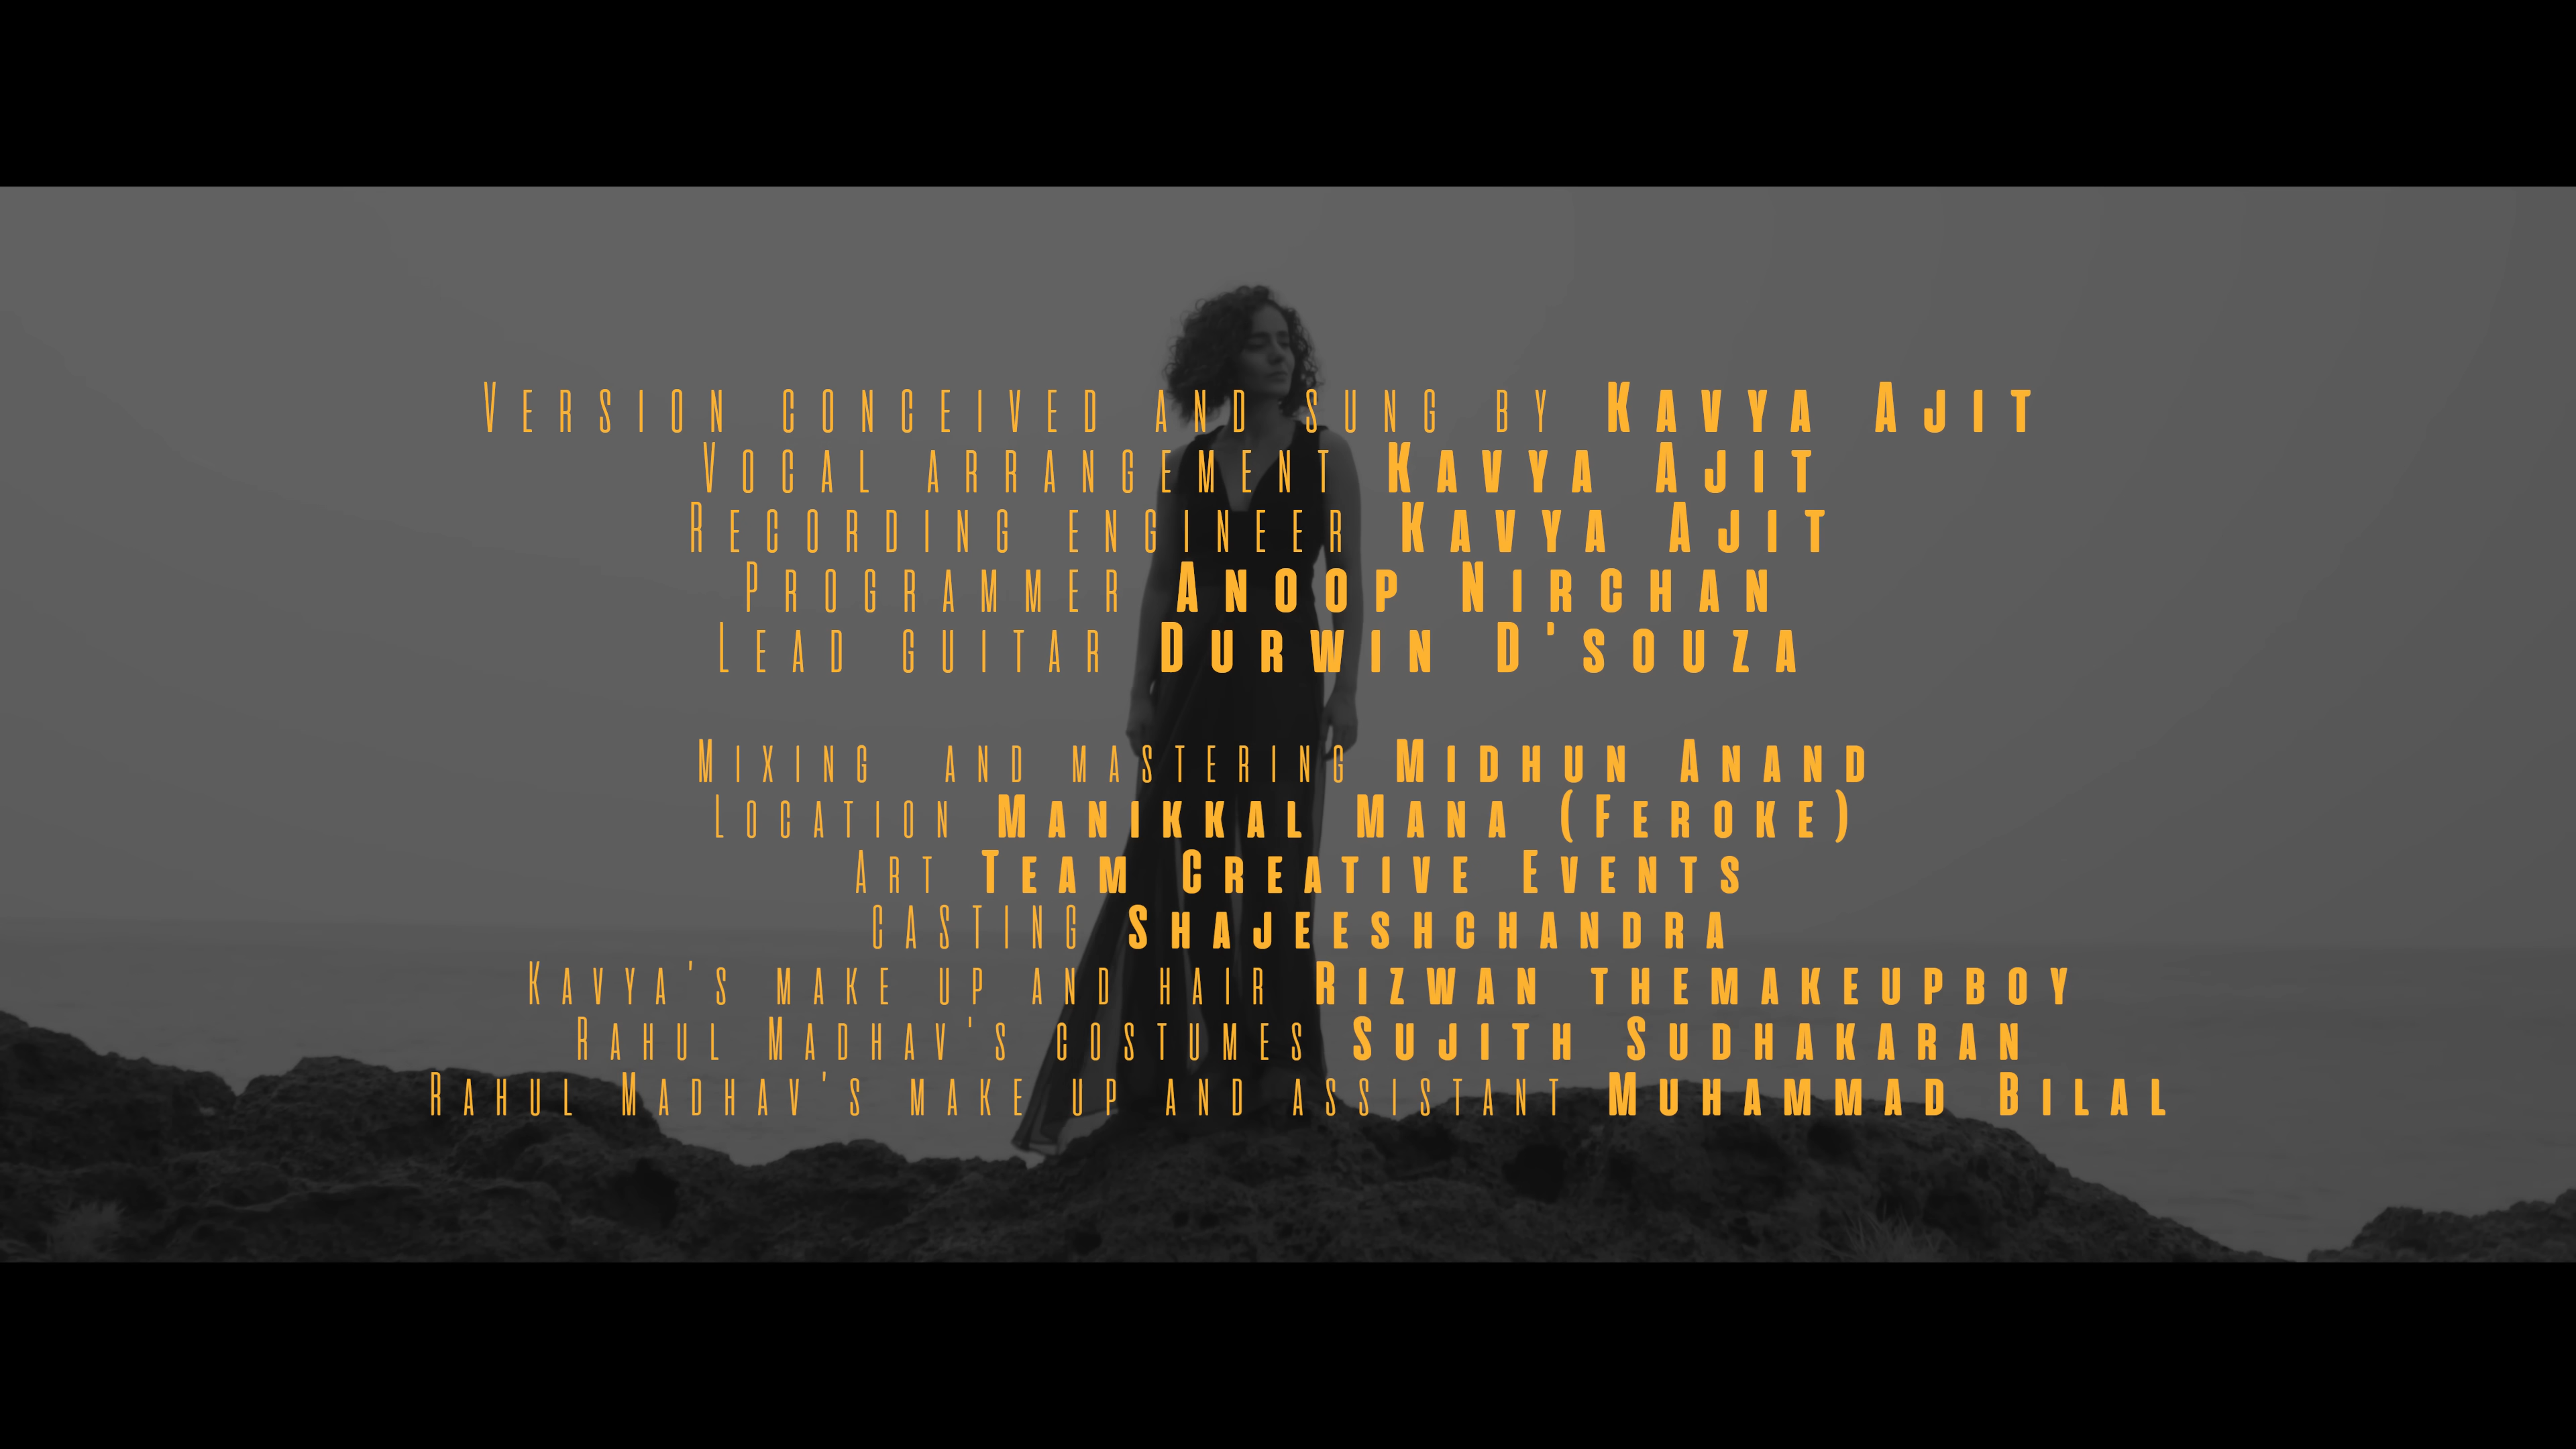 Version conceived and sung by Kavya Ajit
Vocal arrangement Kavya Ajit
Recording engineer Kavya Ajit
Programmer Anoop Nirchan
Lead guitar Durwin D'souza
Mixing and mastering Midhun Anand
Location Manikkal Mana (Feroke)
Art Team Creative Events
casting Shajeeshchandra
Kavya's make up and hair Rizwan themakeupboy
Rahul Madhav's costumes Sujith Sudhakaran
Rahul Madhav's make up and assistant Muhammad Bilal